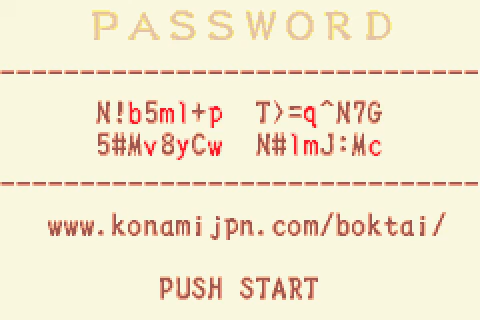 PASSWORD
N!b5ml+p T>=q^N7G
5#Mv8yCw N#lmJ:Mc
www.konamijpn.com/boktai/
PUSH START